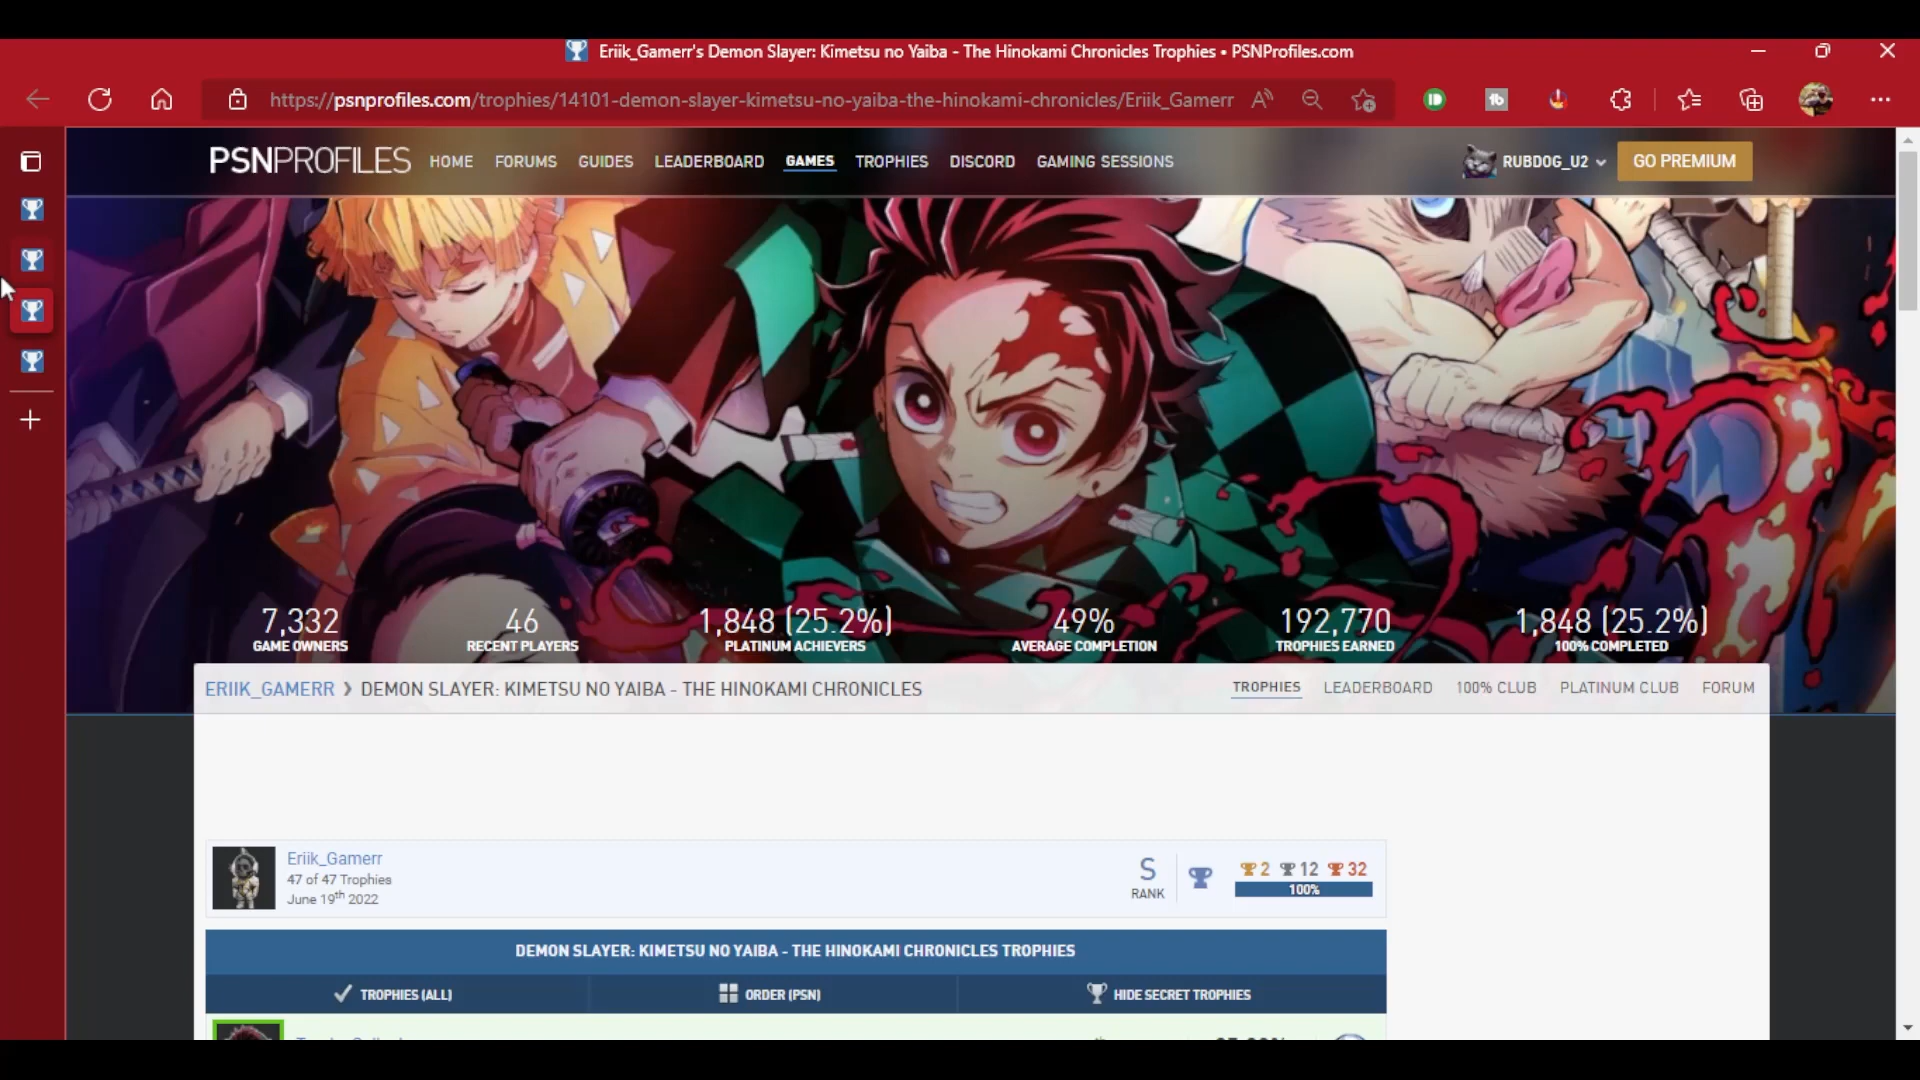 Eriik_Gamerr's Demon Slayer: Kimetsu no Yaiba - The Hinokami Chronicles Trophies • PSNProfiles.com
https://psnprofiles.com/trophies/14101-demon-slayer-kimetsu-no-yaiba-the-hinokami-chronicles/Eriik_Gamerr
PSNPROFILES HOME FORUMS GUIDES LEADERBOARD GAMES TROPHIES DISCORD GAMING SESSIONS RUBDOG_U2 GO PREMIUM
7,332 46 1,848 (25.2%) 49% 192,770 1,848 (25.2%)
GAME OWNERS RECENT PLAYERS PLATINUM ACHIEVERS AVERAGE COMPLETION TROPHIES EARNED 100% COMPLETED
ERIIK_GAMERR > DEMON SLAYER: KIMETSU NO YAIBA - THE HINOKAMI CHRONICLES TROPHIES LEADERBOARD 100% CLUB PLATINUM CLUB FORUM
Eriik_Gamerr
47 of 47 Trophies
June 19th 2022
S
RANK
2 12 32
100%
DEMON SLAYER: KIMETSU NO YAIBA - THE HINOKAMI CHRONICLES TROPHIES
TROPHIES (ALL) ORDER (PSN) HIDE SECRET TROPHIES